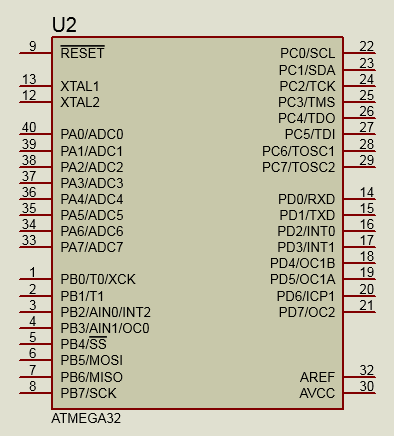 U2
9 RESET PC0/SCL 22
PC1/SDA 23
13 XTAL1 PC2/TCK 24
12 XTAL2 PC3/TMS 25
PC4/TDO 26
40 PA0/ADC0 PC5/TDI 27
39 PA1/ADC1 PC6/TOSC1 28
38 PA2/ADC2 PC7/TOSC2 29
37 PA3/ADC3
36 PA4/ADC4 PD0/RXD 14
35 PA5/ADC5 PD1/TXD 15
34 PA6/ADC6 PD2/INT0 16
33 PA7/ADC7 PD3/INT1 17
PD4/OC1B 18
1 PB0/T0/XCK PD5/OC1A 19
2 PB1/T1 PD6/ICP1 20
3 PB2/AIN0/INT2 PD7/OC2 21
4 PB3/AIN1/OC0
5 PB4/SS
6 PB5/MOSI
7 PB6/MISO AREF 32
8 PB7/SCK AVCC 30
ATMEGA32